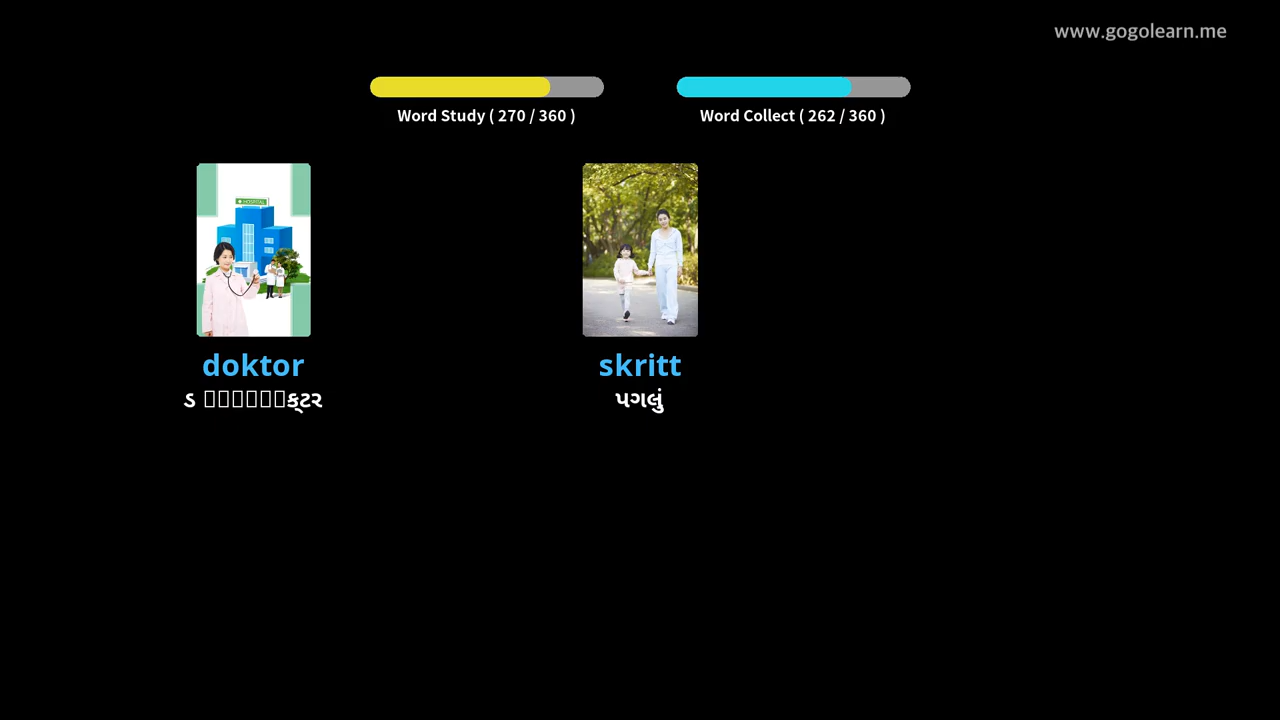 www.gogolearn.me
Word Study ( 270 / 360 )
Word Collect ( 262 / 360 )
HOSPITAL
doktor
skritt
પગલું